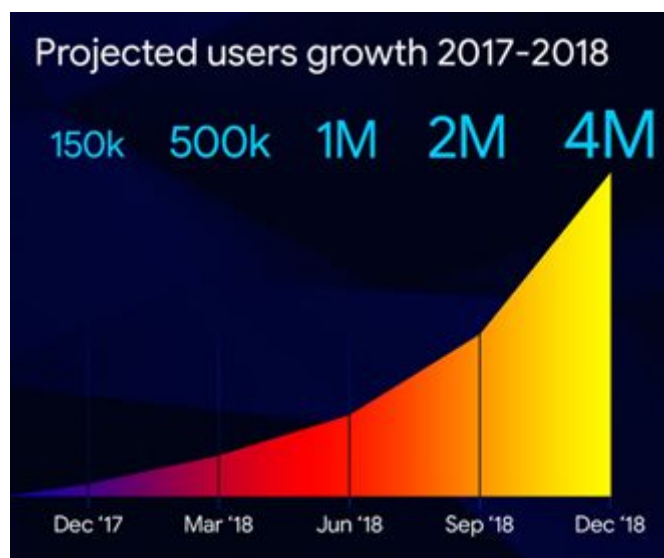 Projected users growth 2017-2018
150k 500k 1M 2M 4M
Dec '17 Mar '18 Jun '18 Sep '18 Dec '18